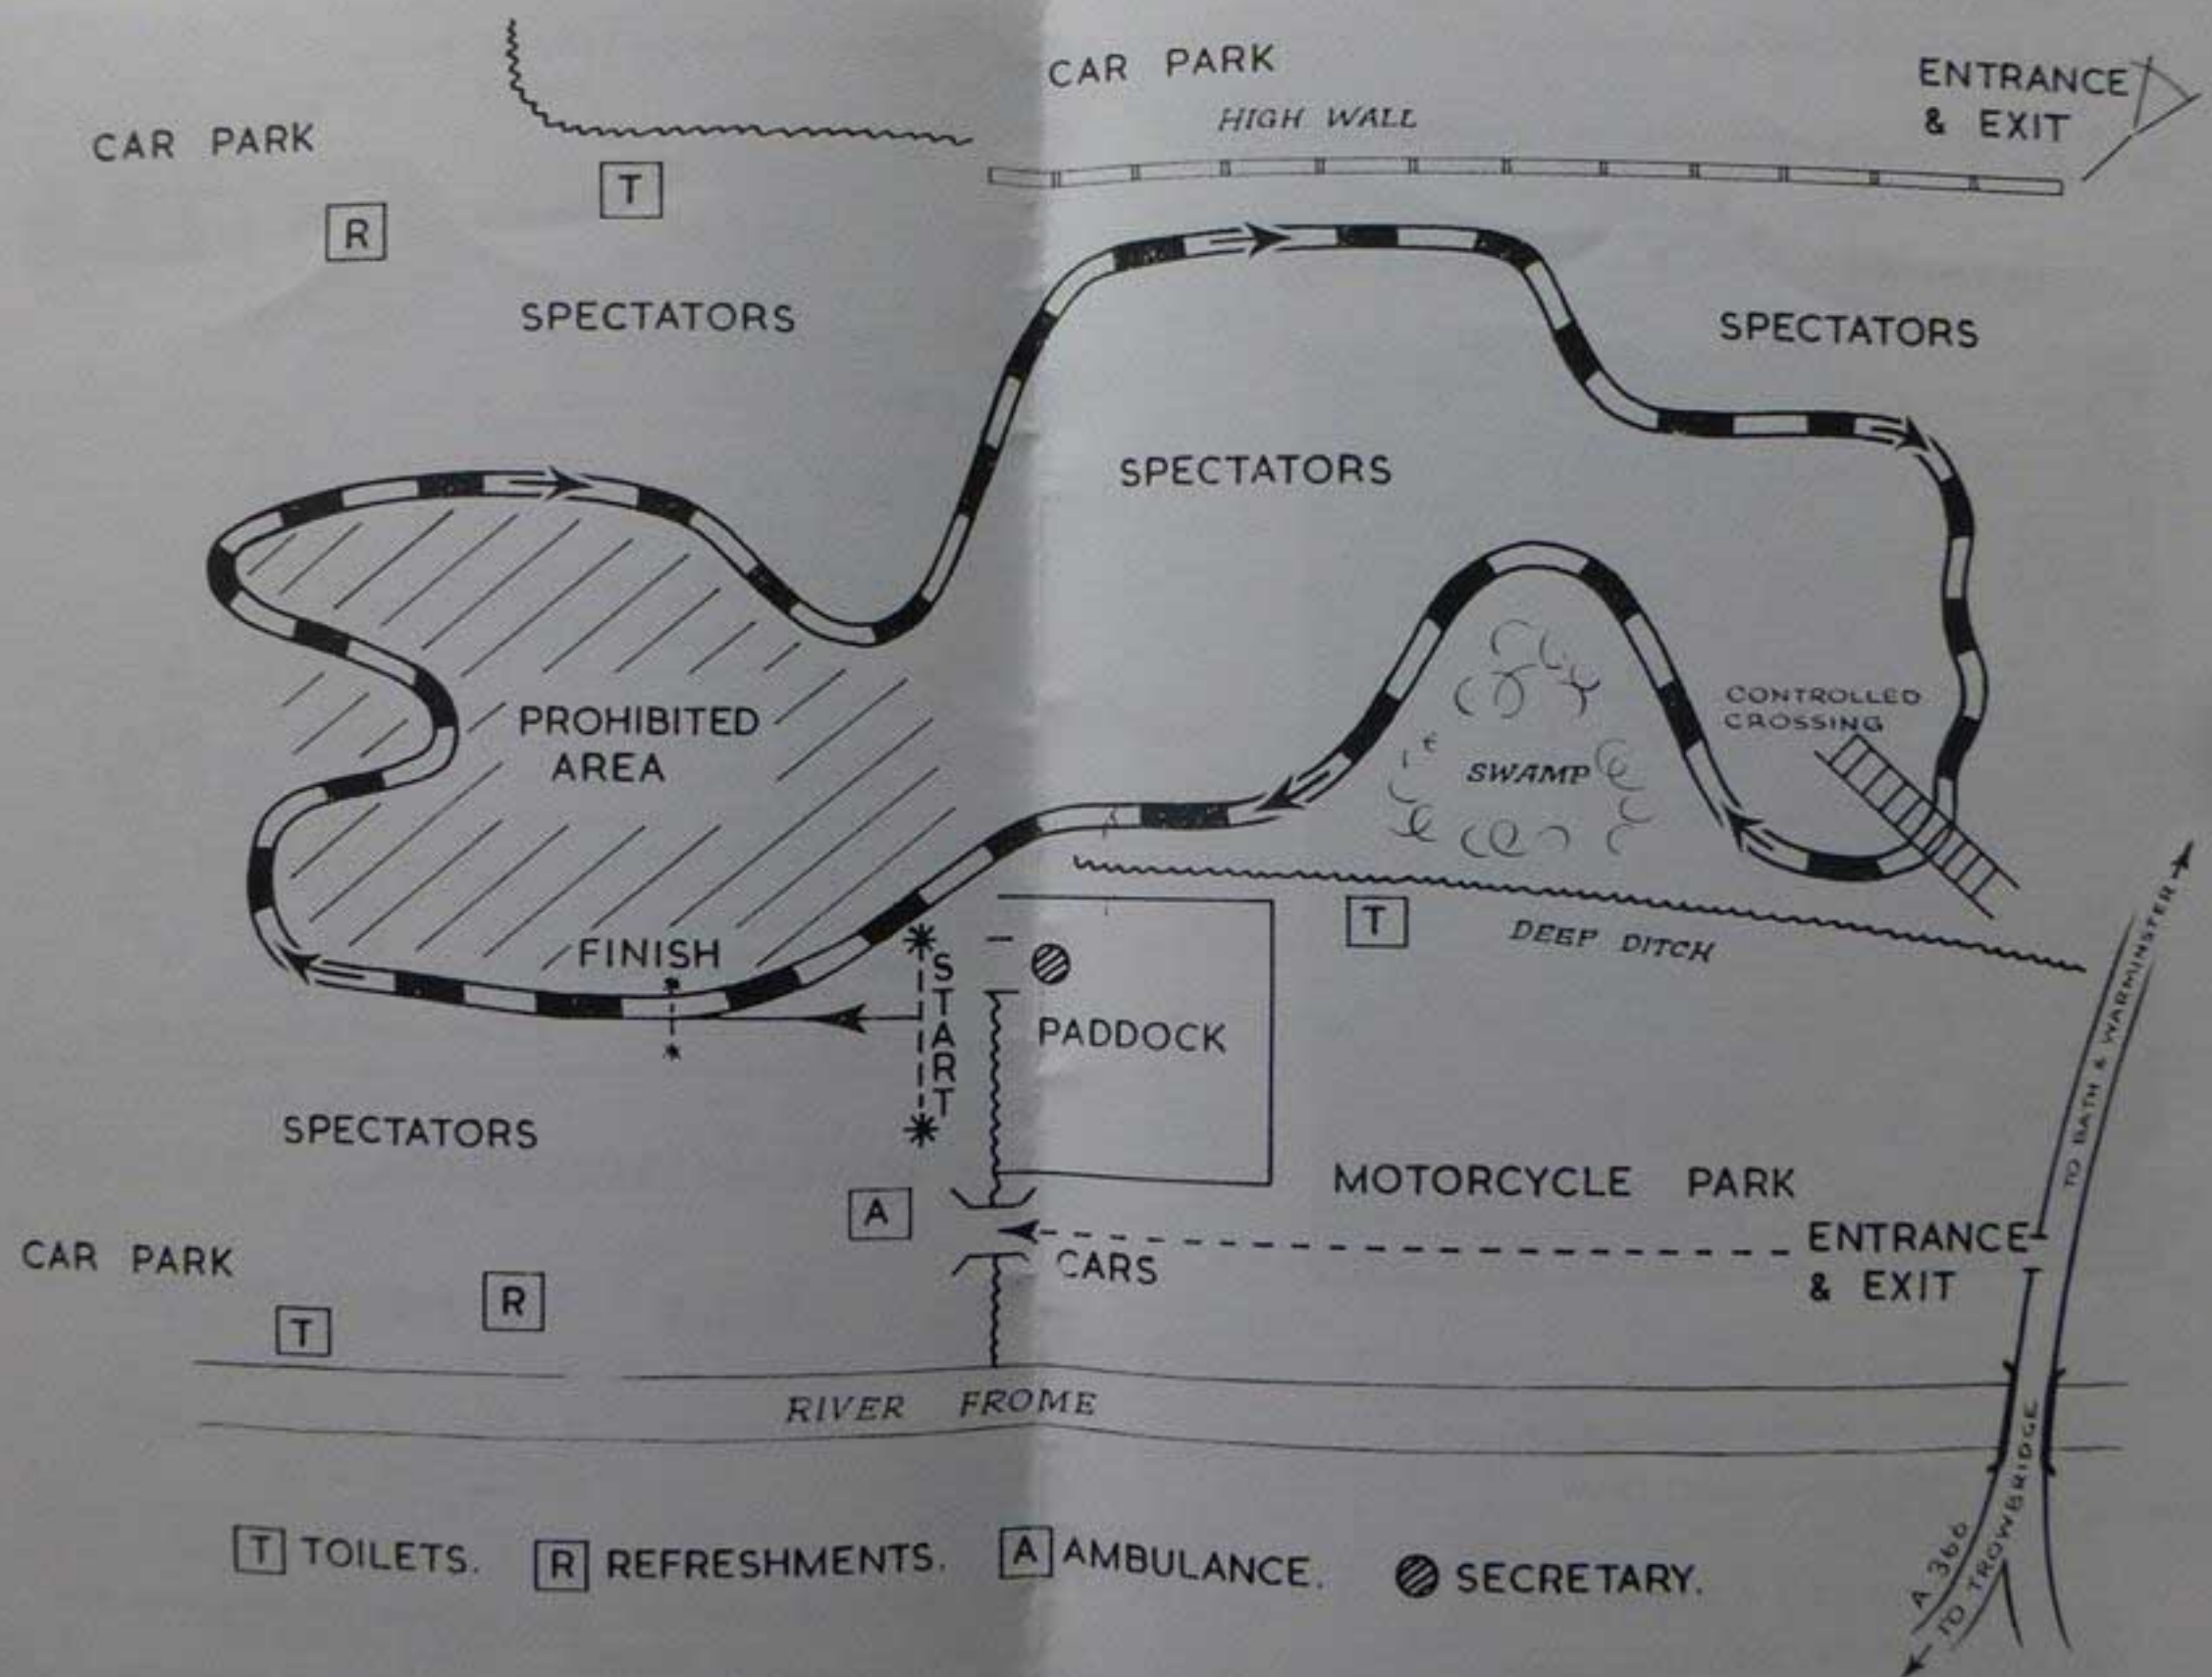 CAR PARK
ENTRANCE
& EXIT
HIGH WALL
CAR PARK
T
R
SPECTATORS
SPECTATORS
SPECTATORS
CONTROLLED
CROSSING
PROHIBITED
AREA
SWAMP
T
DEEP DITCH
FINISH
START
PADDOCK
TO BATH & WARMINSTER
SPECTATORS
MOTORCYCLE PARK
A
ENTRANCE
& EXIT
CAR PARK
CARS
R
T
RIVER FROME
A 366
TO TROWBRIDGE
T TOILETS.
R REFRESHMENTS.
A AMBULANCE.
SECRETARY.